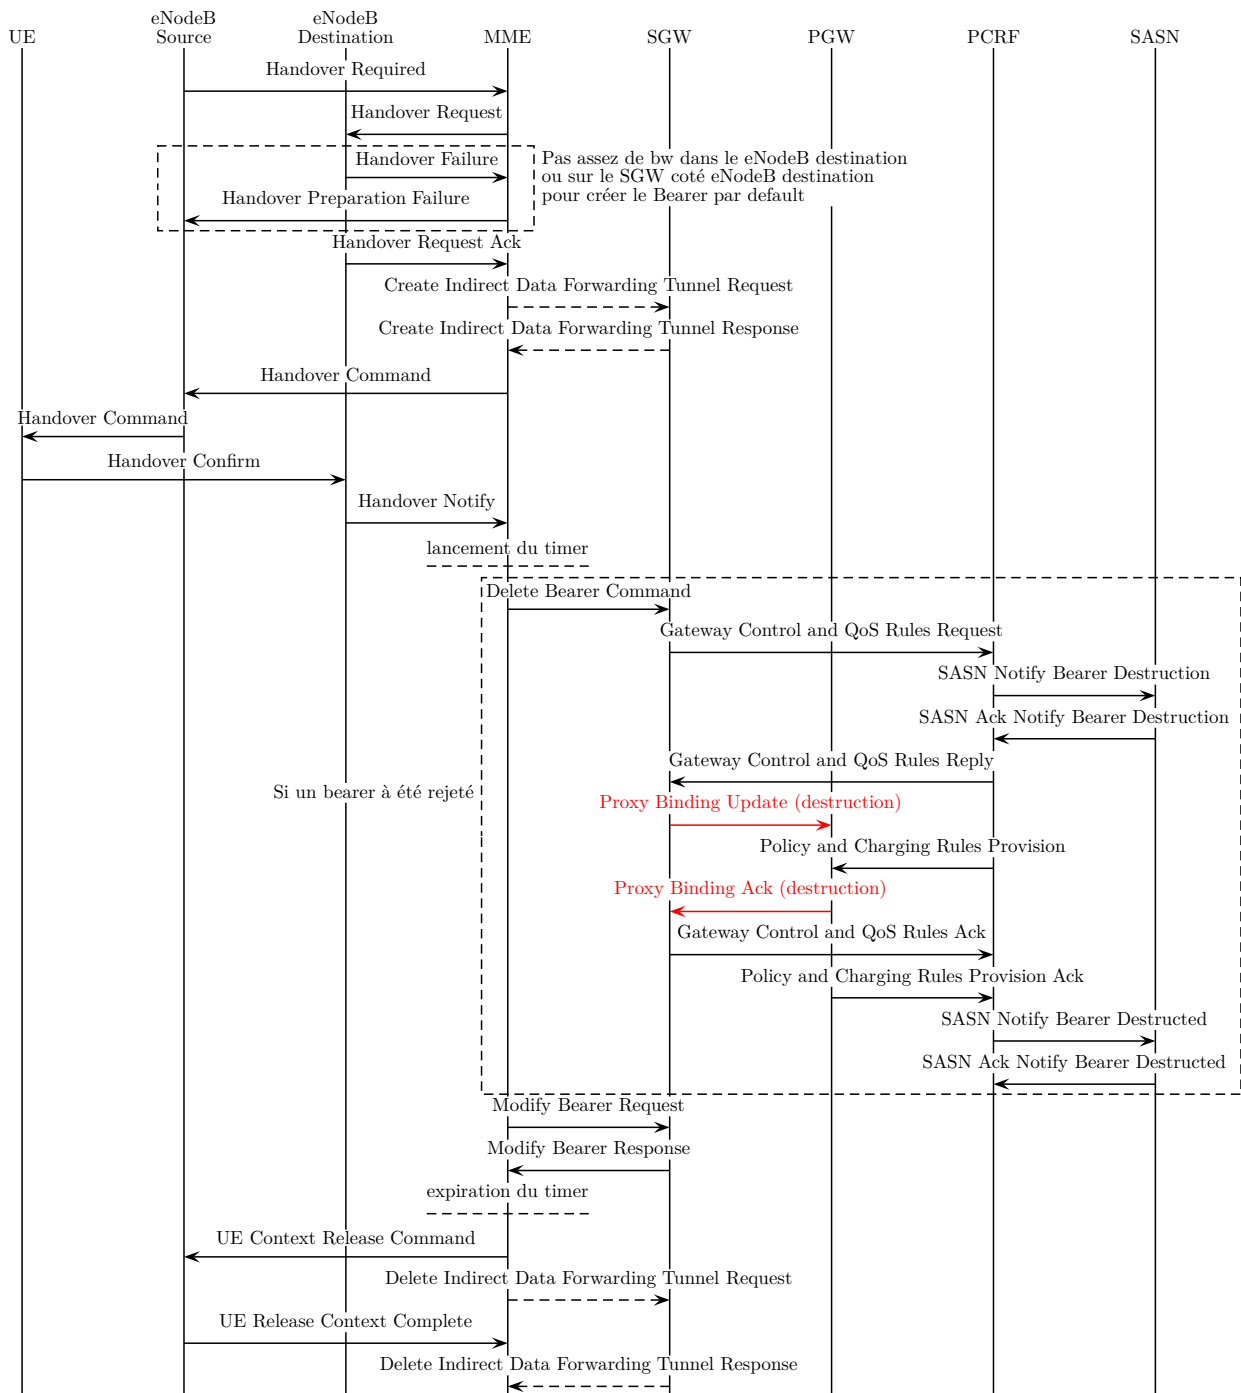 eNodeB
eNodeB
UE
Source
Destination
MME
SGW
PGW
PCRF
SASN
Handover Required
Handover Request
Handover Failure
Pas assez de bw dans le eNodeB destination
ou sur le SGW coté eNodeB destination
pour créer le Bearer par default
Handover Preparation Failure
Handover Request Ack
Create Indirect Data Forwarding Tunnel Request
Create Indirect Data Forwarding Tunnel Response
Handover Command
Handover Command
Handover Confirm
Handover Notify
lancement du timer
Delete Bearer Command
Gateway Control and QoS Rules Request
SASN Notify Bearer Destruction
SASN Ack Notify Bearer Destruction
Gateway Control and QoS Rules Reply
Si un bearer à été rejeté
Proxy Binding Update (destruction)
Policy and Charging Rules Provision
Proxy Binding Ack (destruction)
Gateway Control and QoS Rules Ack
Policy and Charging Rules Provision Ack
SASN Notify Bearer Destructed
SASN Ack Notify Bearer Destructed
Modify Bearer Request
Modify Bearer Response
expiration du timer
UE Context Release Command
Delete Indirect Data Forwarding Tunnel Request
UE Release Context Complete
Delete Indirect Data Forwarding Tunnel Response